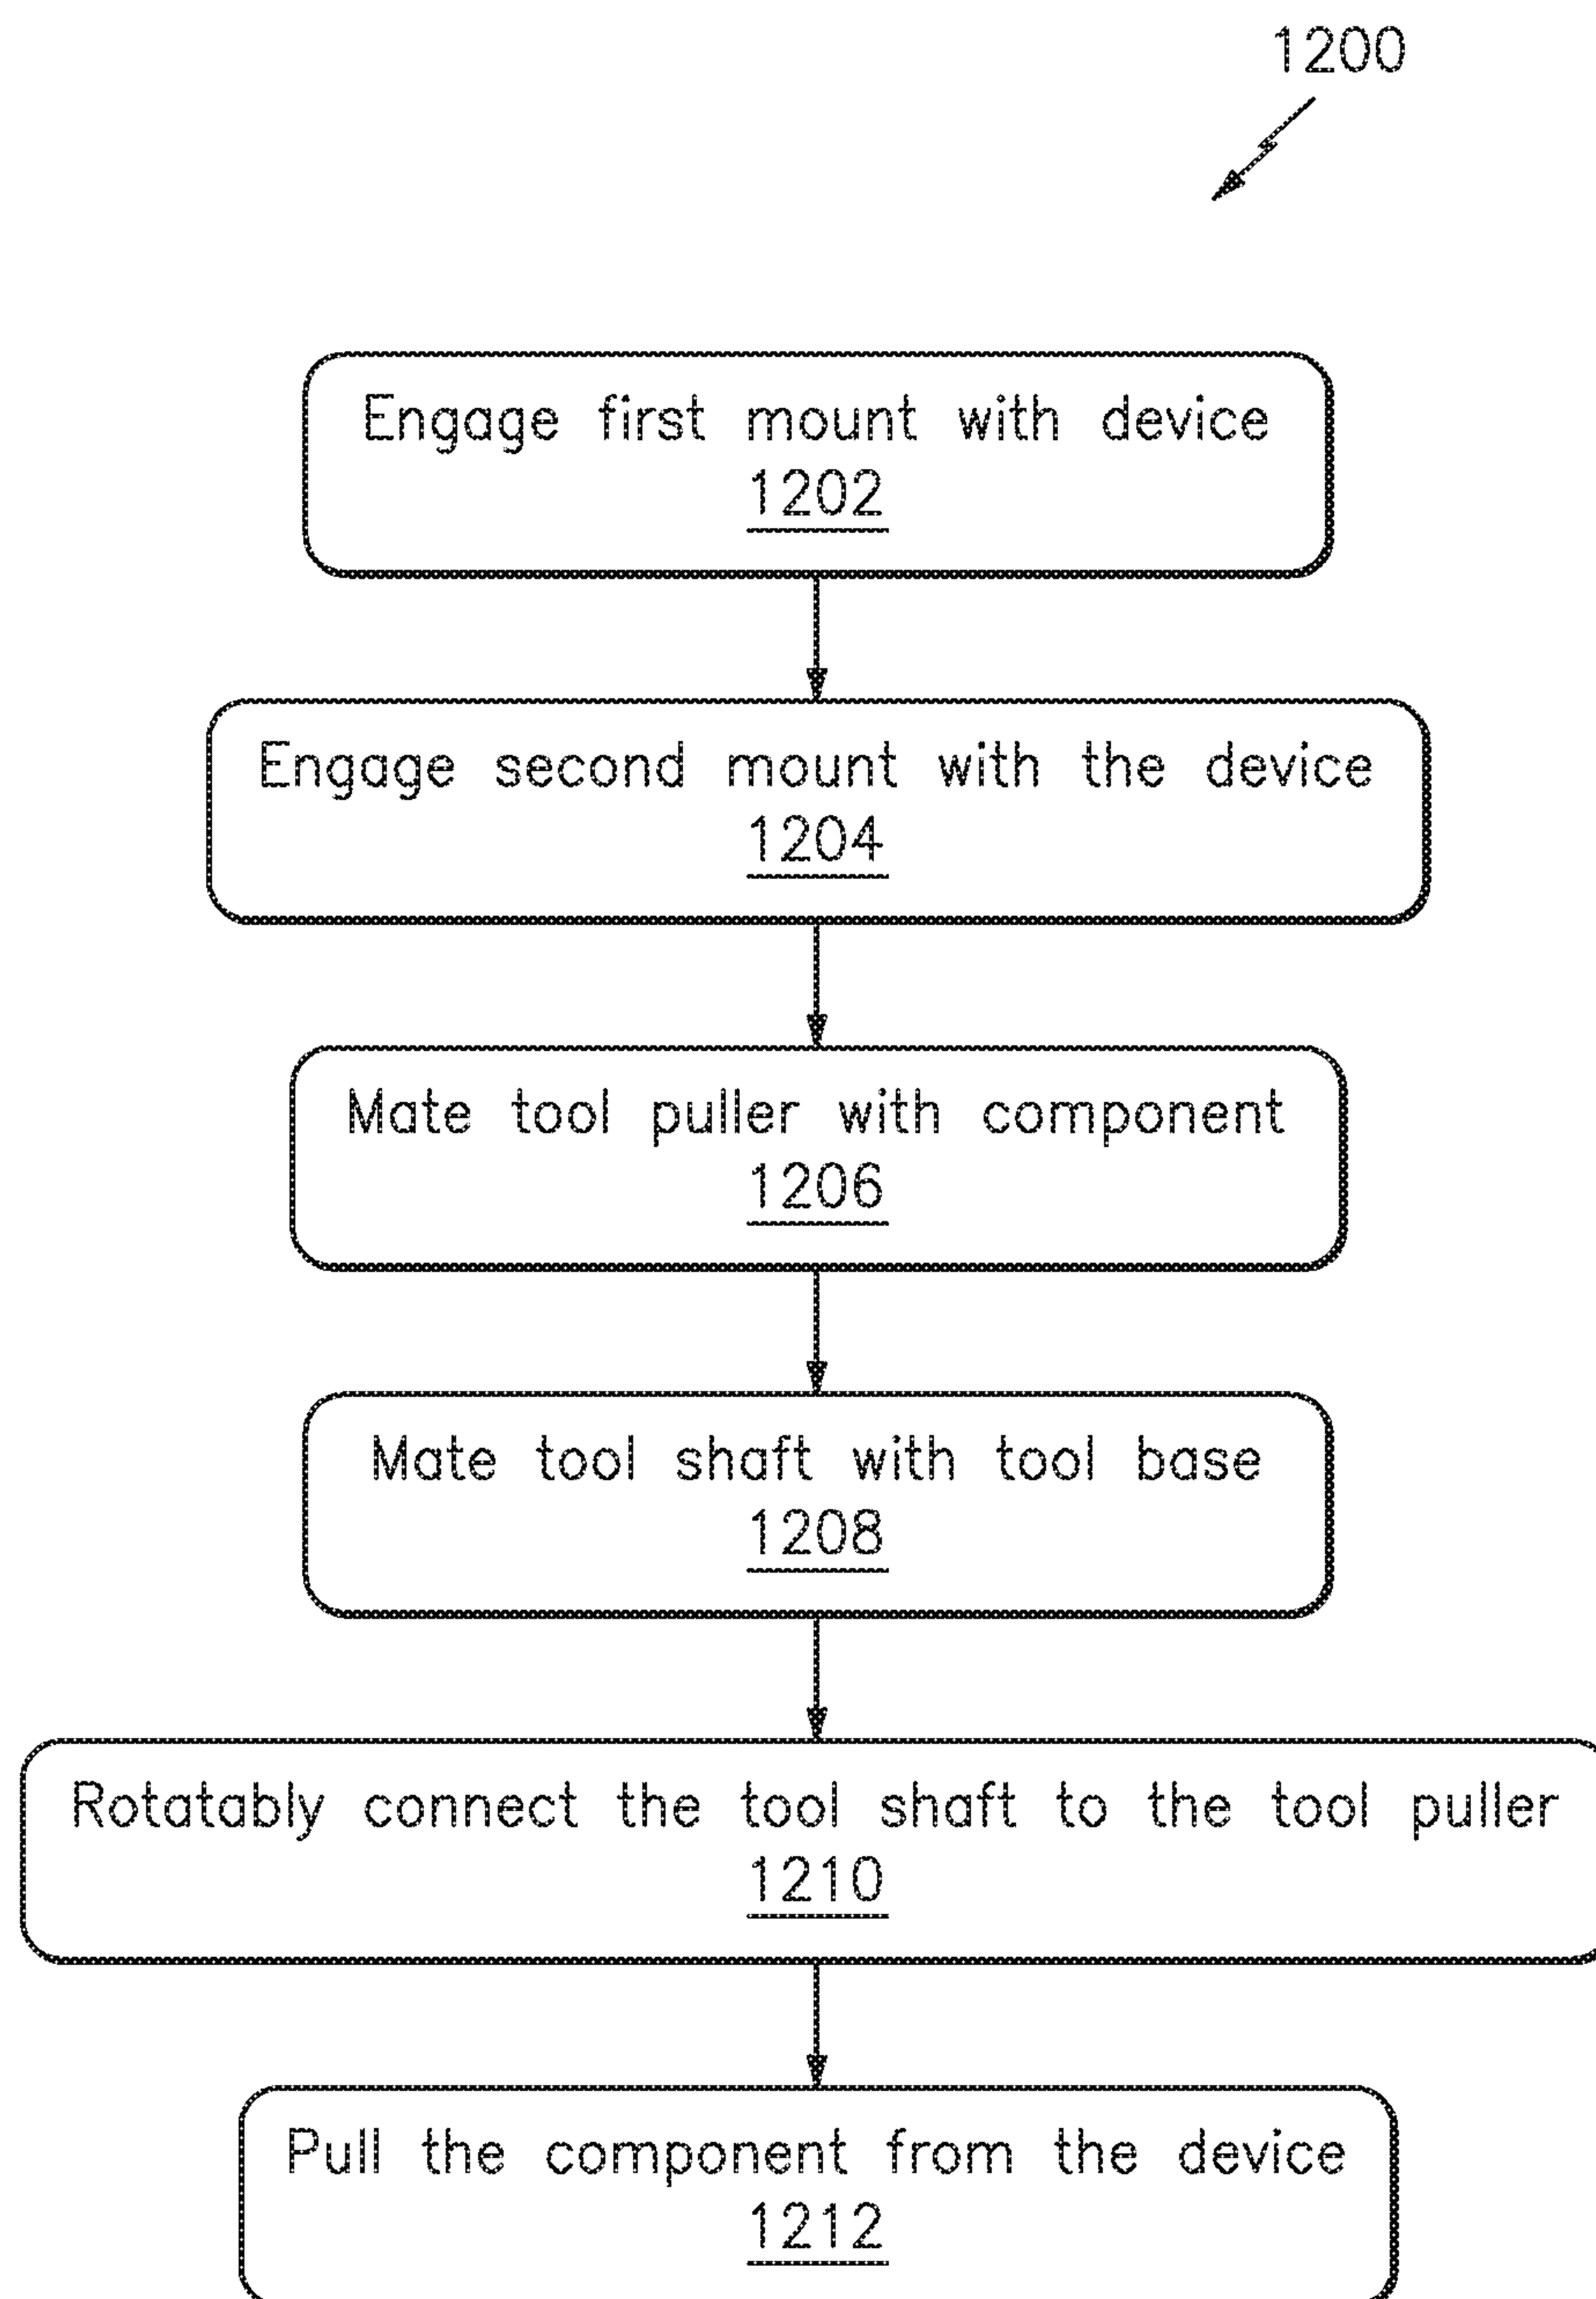 1200
Engage first mount with device
1202
Engage second mount with the device
1204
Mate tool puller with component
1206
Mate tool shaft with tool base
1208
Rotatably connect the tool shaft to the tool puller
1210
Pull the component from the device
1212